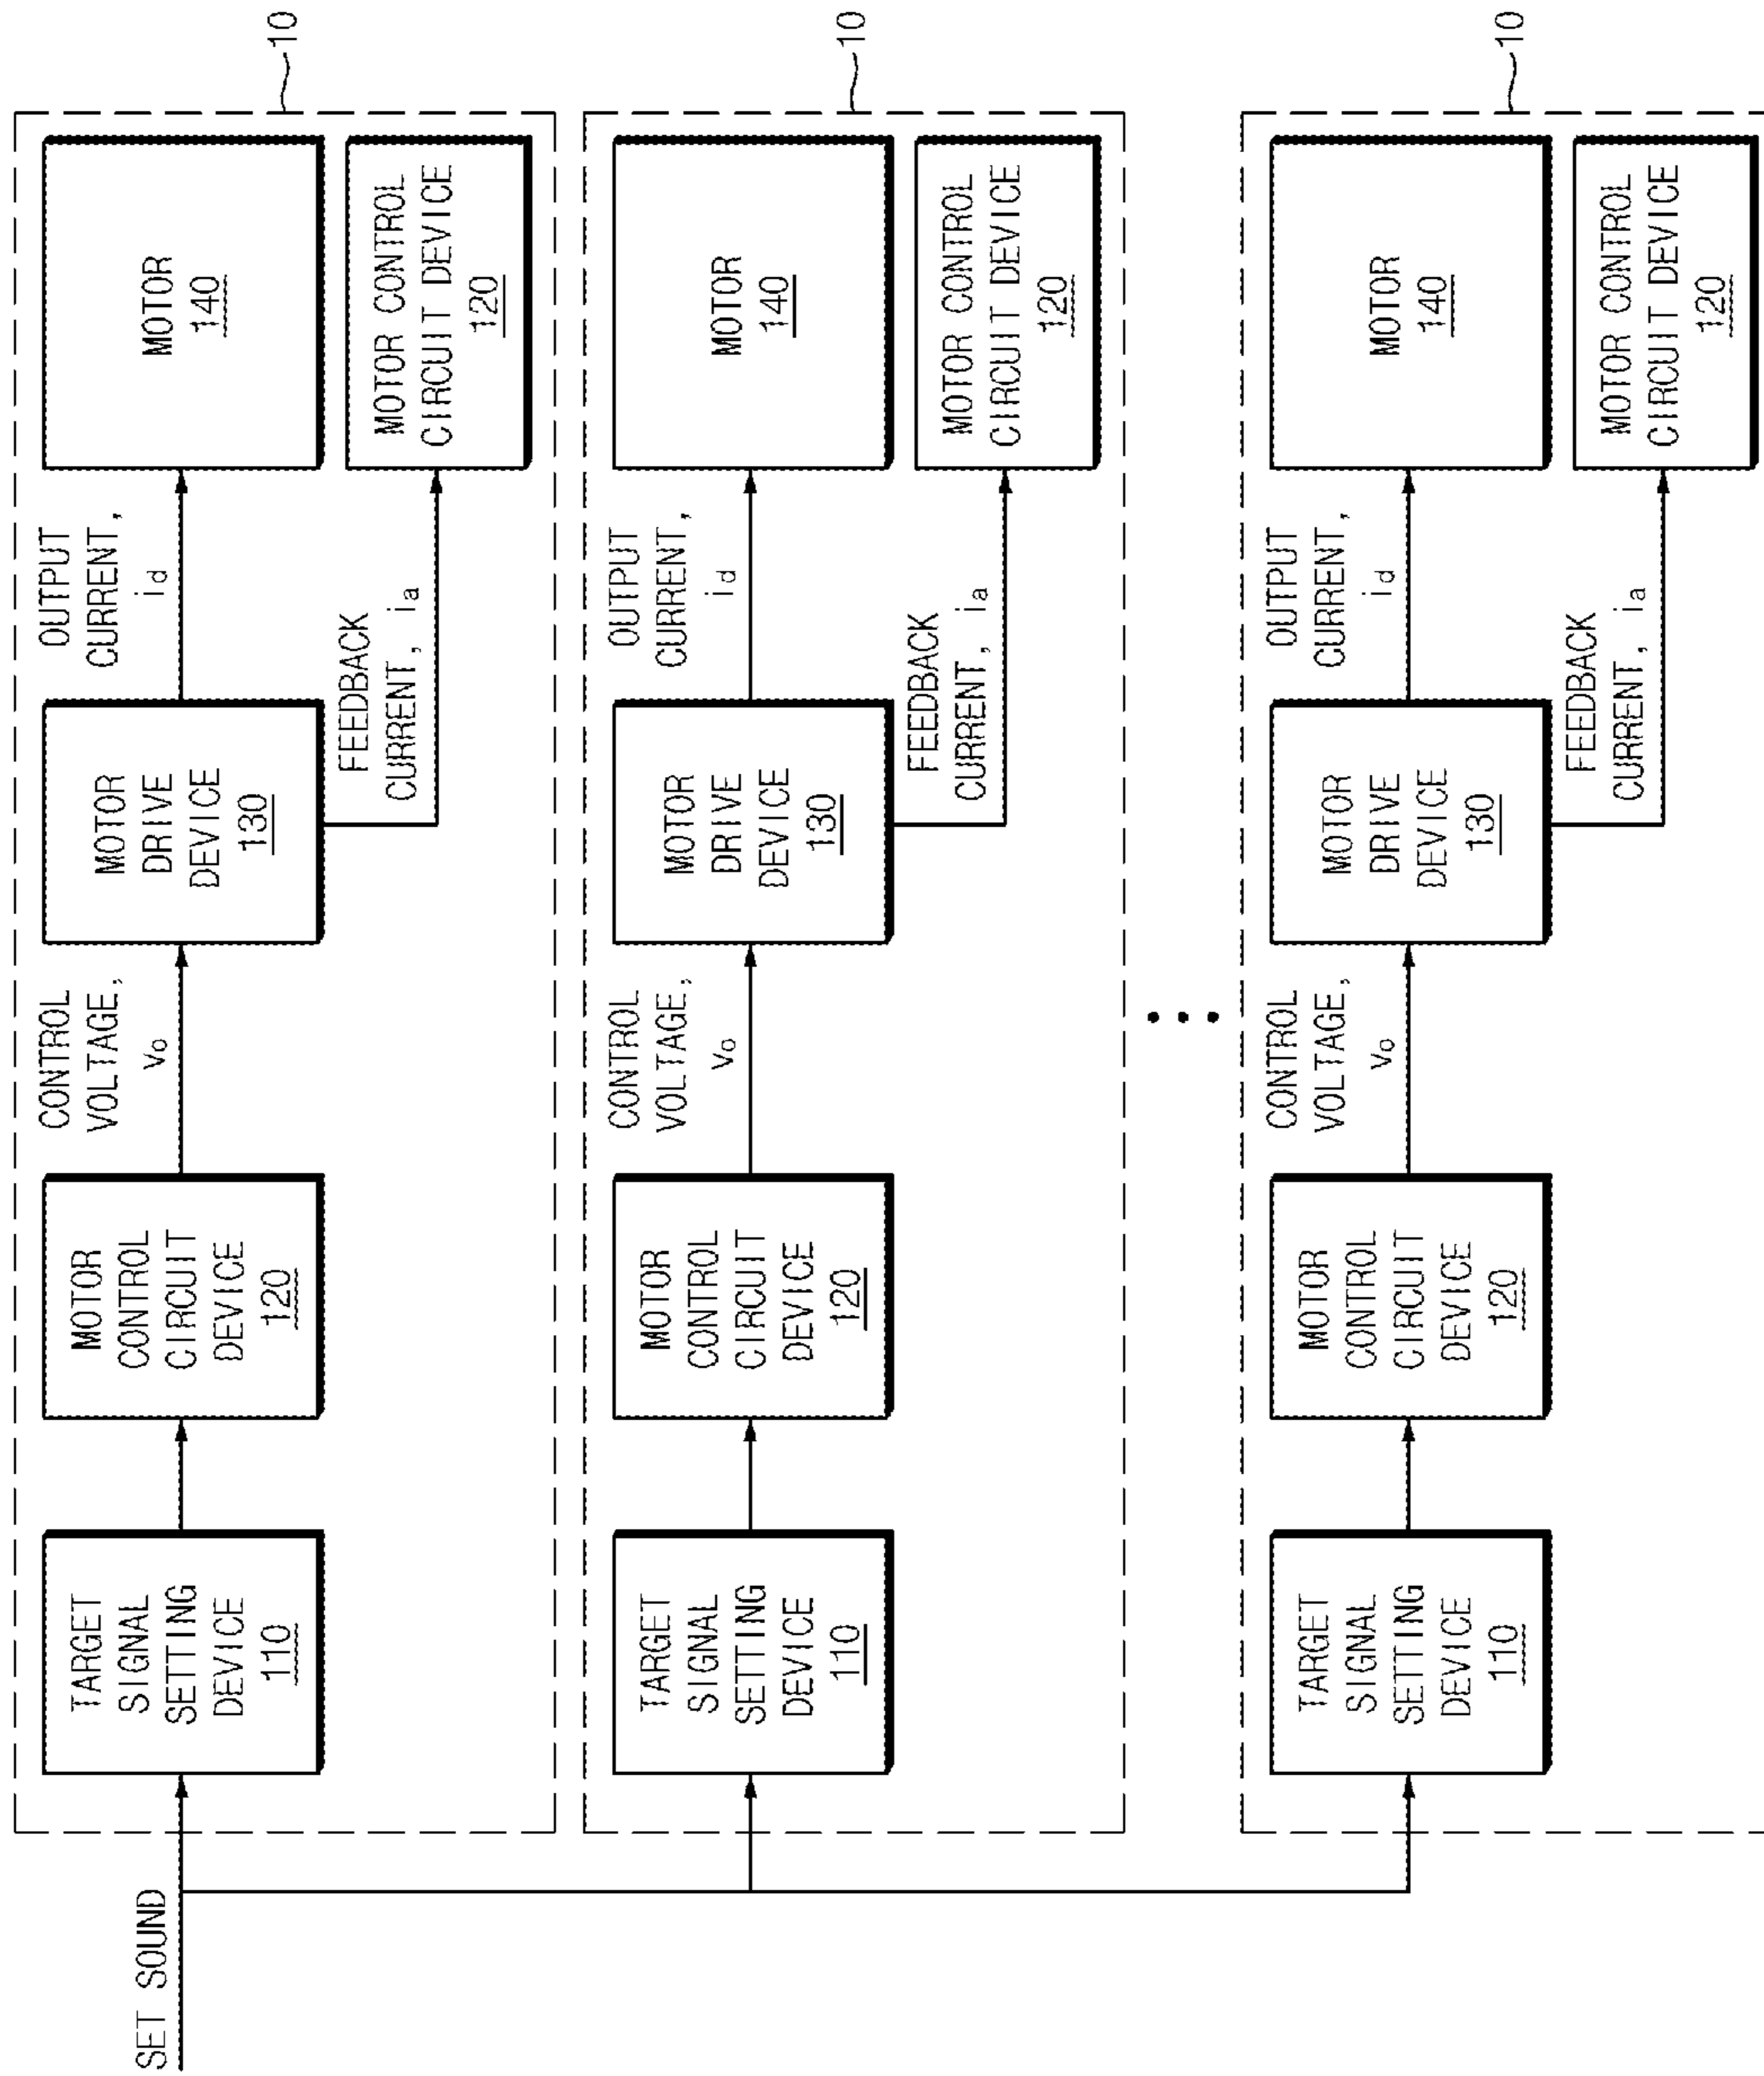 SET SOUND
TARGET
SIGNAL
SETTING
DEVICE
110
MOTOR
CONTROL
CIRCUIT
DEVICE
120
CONTROL
VOLTAGE,
vo
MOTOR
DRIVE
DEVICE
130
OUTPUT
CURRENT,
id
FEEDBACK
CURRENT, ia
MOTOR
140
MOTOR CONTROL
CIRCUIT DEVICE
120
10
TARGET
SIGNAL
SETTING
DEVICE
110
MOTOR
CONTROL
CIRCUIT
DEVICE
120
CONTROL
VOLTAGE,
vo
MOTOR
DRIVE
DEVICE
130
OUTPUT
CURRENT,
id
FEEDBACK
CURRENT, ia
MOTOR
140
MOTOR CONTROL
CIRCUIT DEVICE
120
10
TARGET
SIGNAL
SETTING
DEVICE
110
MOTOR
CONTROL
CIRCUIT
DEVICE
120
CONTROL
VOLTAGE,
vo
MOTOR
DRIVE
DEVICE
130
OUTPUT
CURRENT,
id
FEEDBACK
CURRENT, ia
MOTOR
140
MOTOR CONTROL
CIRCUIT DEVICE
120
10